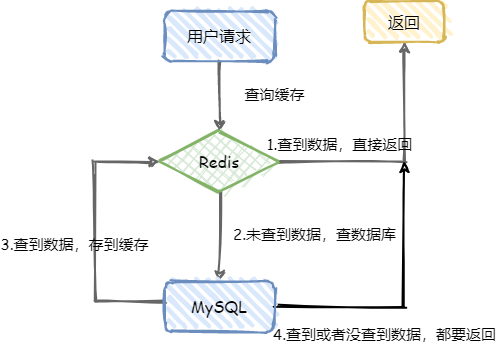 用户请求
返回
查询缓存
1.查到数据，直接返回
Redis
2.未查到数据，查数据库
3.查到数据，存到缓存
MySQL
4.查到或者没查到数据，都要返回